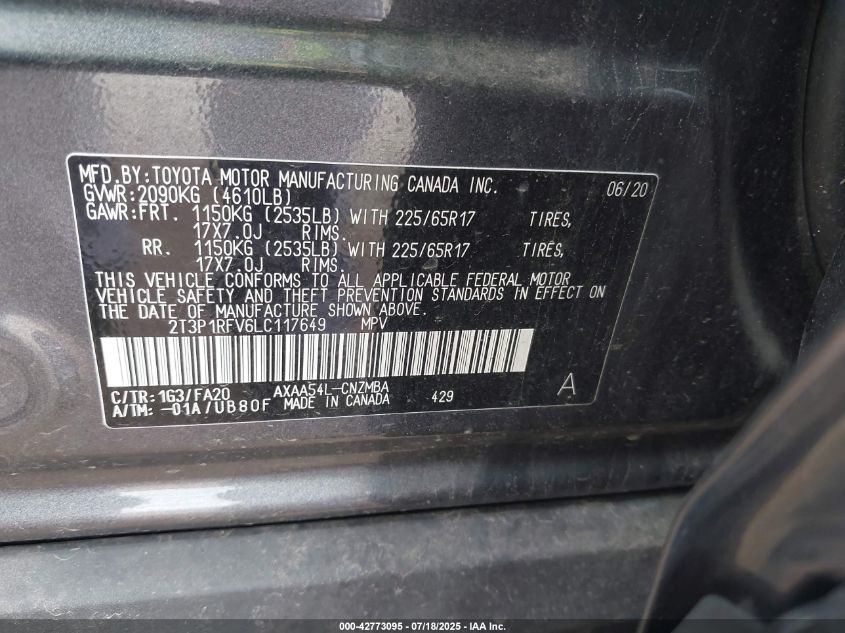 MFD.BY:TOYOTA MOTOR MANUFACTURING CANADA INC. 06/20
GVWR:2090KG (4610LB)
GAWR:FRT. 1150KG (2535LB) WITH 225/65R17 TIRES,
17X7.0J RIMS.
RR. 1150KG (2535LB) WITH 225/65R17 TIRES,
17X7.0J RIMS.
THIS VEHICLE CONFORMS TO ALL APPLICABLE FEDERAL MOTOR
VEHICLE SAFETY AND THEFT PREVENTION STANDARDS IN EFFECT ON
THE DATE OF MANUFACTURE SHOWN ABOVE.
2T3P1RFV6LC117649 MPV
C/TR:1G3/FA20 AXAA54L-CNZMBA A
A/TM:-01A/UB80F MADE IN CANADA 429
000-42773095 - 07/18/2025 - IAA Inc.